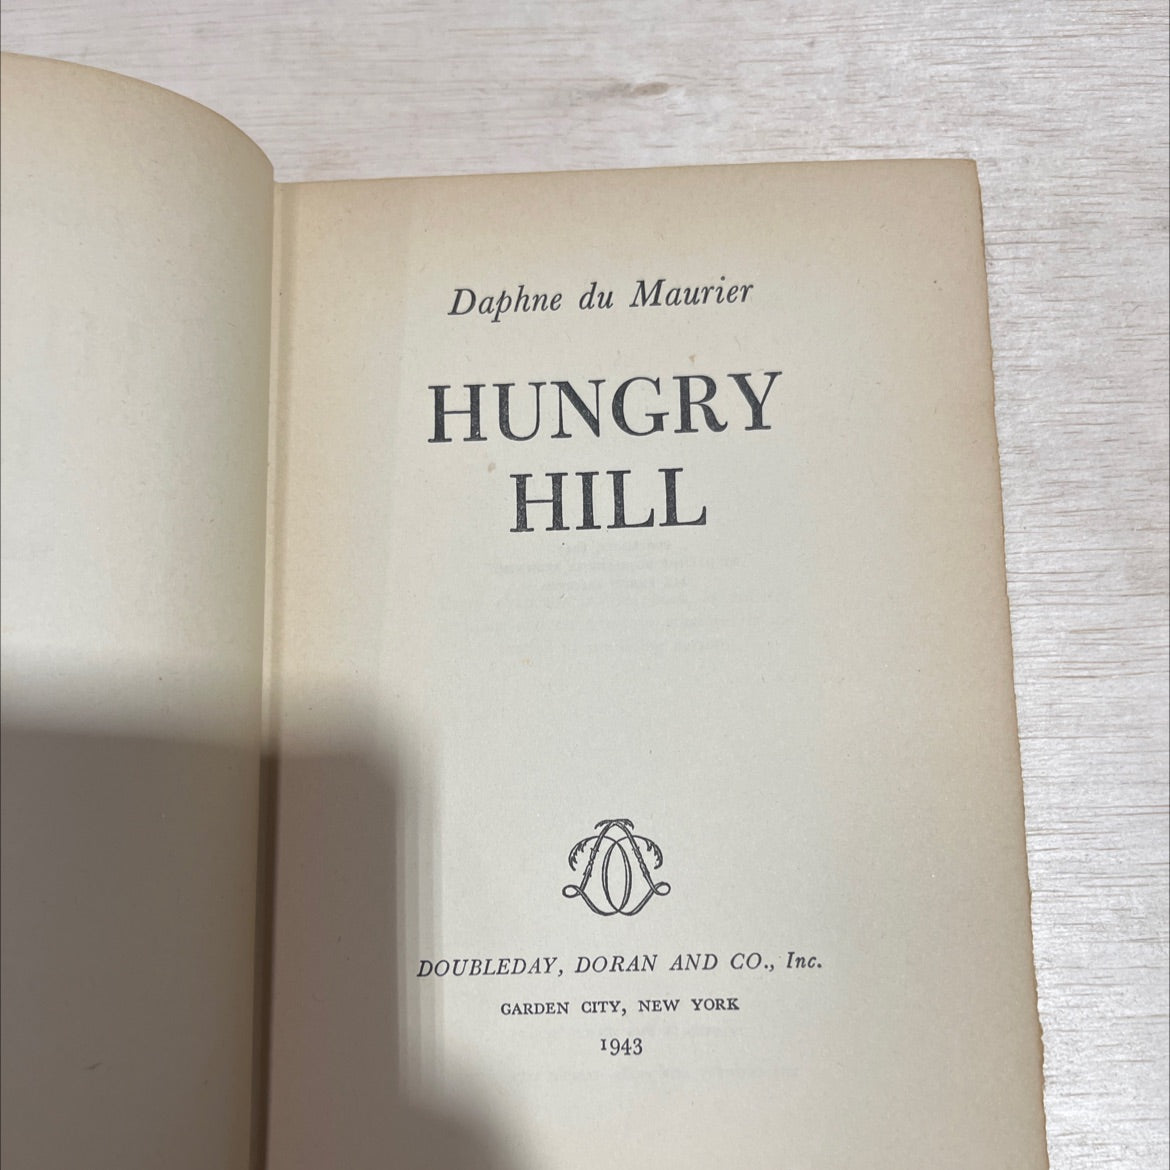 Daphne du Maurier
HUNGRY
HILL
DOUBLEDAY, DORAN AND CO., Inc.
GARDEN CITY, NEW YORK
1943